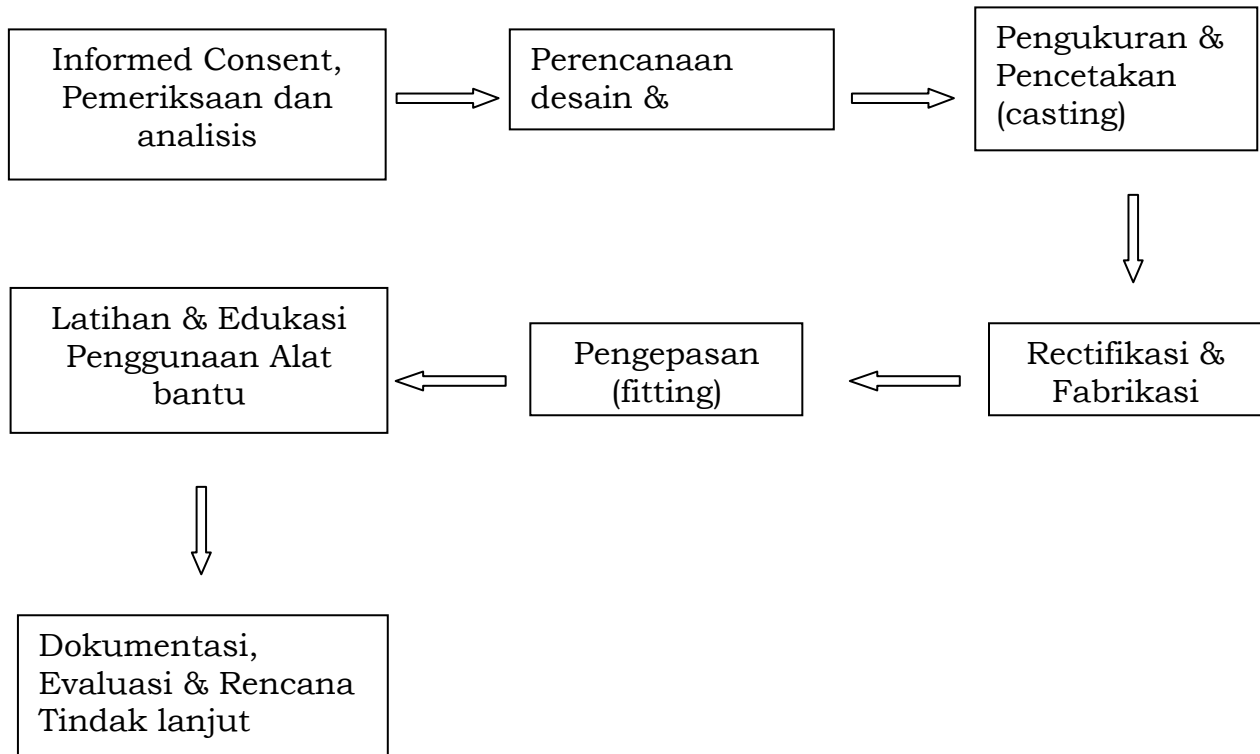 Informed Consent,
Pemeriksaan dan
analisis
Perencanaan
desain &
Pengukuran &
Pencetakan
(casting)
Rectifikasi &
Fabrikasi
Pengepasan
(fitting)
Latihan & Edukasi
Penggunaan Alat
bantu
Dokumentasi,
Evaluasi & Rencana
Tindak lanjut